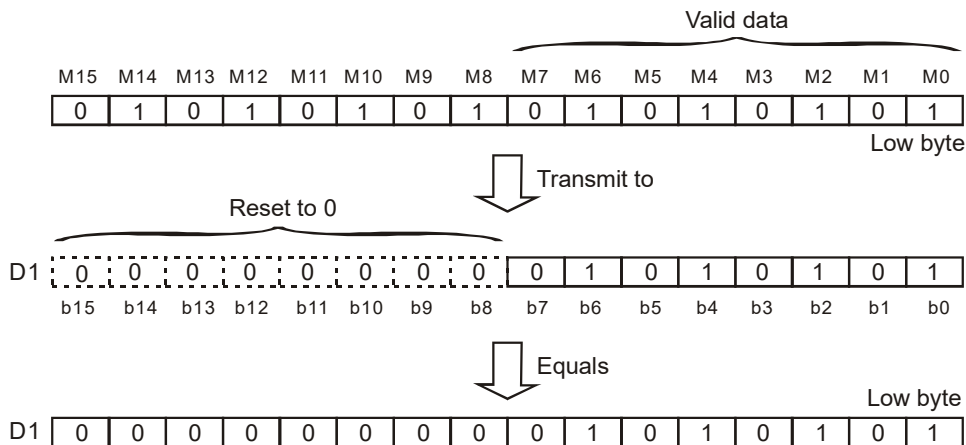 Valid data
M15 M14 M13 M12 M11 M10 M9 M8 M7 M6 M5 M4 M3 M2 M1 M0
0 1 0 1 0 1 0 1 0 1 0 1 0 1 0 1
Low byte
Transmit to
Reset to 0
D1 0 0 0 0 0 0 0 0 0 1 0 1 0 1 0 1
b15 b14 b13 b12 b11 b10 b9 b8 b7 b6 b5 b4 b3 b2 b1 b0
Equals
Low byte
D1 0 0 0 0 0 0 0 0 0 1 0 1 0 1 0 1